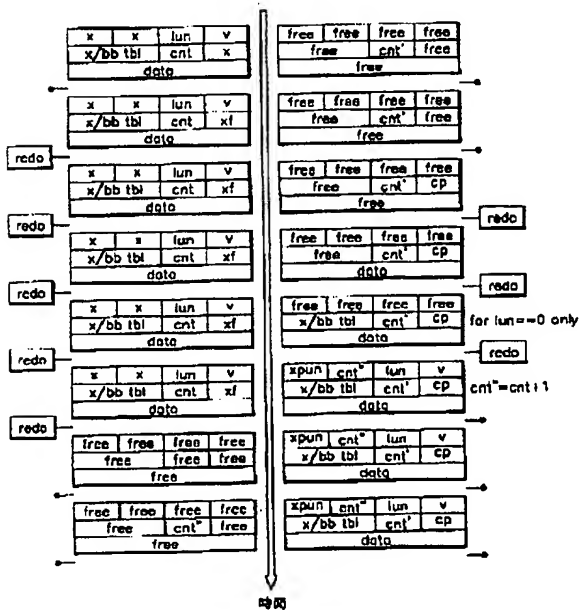 x x lun v
x/bb tbl cnt x
data
x x lun v
x/bb tbl cnt xf
data
redo
x x lun v
x/bb tbl cnt xf
data
redo
x x lun v
x/bb tbl cnt xf
data
redo
x x lun v
x/bb tbl cnt xf
data
redo
x x lun v
x/bb tbl cnt xf
data
redo
free free free free
free free free
free
free free free free
free cnt" free
free
free free free free
free cnt' free
free
free free free free
free cnt' free
free
free free free free
free cnt' cp
free
redo
free free free free
free cnt' cp
data
redo
free free free free
x/bb tbl cnt' cp
data
for lun==0 only
redo
xpun cnt" lun v
x/bb tbl cnt' cp
data
cnt"=cnt+1
xpun cnt" lun v
x/bb tbl cnt' cp
data
xpun cnt" lun v
x/bb tbl cnt' cp
data
時間